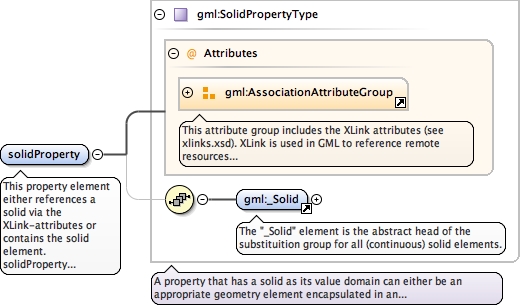 gml:SolidPropertyType
@ Attributes
gml:AssociationAttributeGroup
This attribute group includes the XLink attributes (see
xlinks.xsd). XLink is used in GML to reference remote
resources...
solidProperty
This property element
either references a
solid via the
XLink-attributes or
contains the solid
element.
solidProperty...
gml:_Solid
The "_Solid" element is the abstract head of the
substituition group for all (continuous) solid elements.
A property that has a solid as its value domain can either be an
appropriate geometry element encapsulated in an...